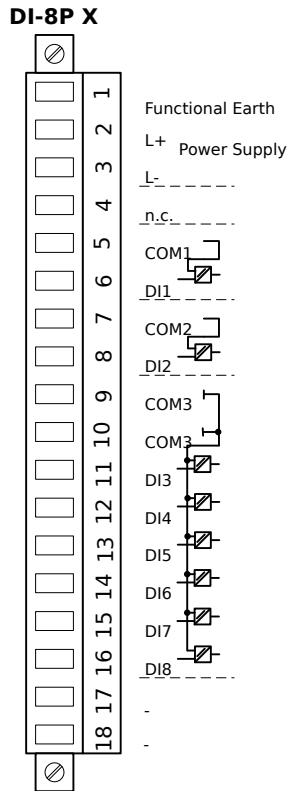 DI-8P X
1
Functional Earth
2
L+ Power Supply
3
L-
4
n.c.
5
COM1
6
DI1
7
COM2
8
DI2
9
COM3
10
COM3
11
DI3
12
DI4
13
DI5
14
DI6
15
DI7
16
DI8
17
-
18
-